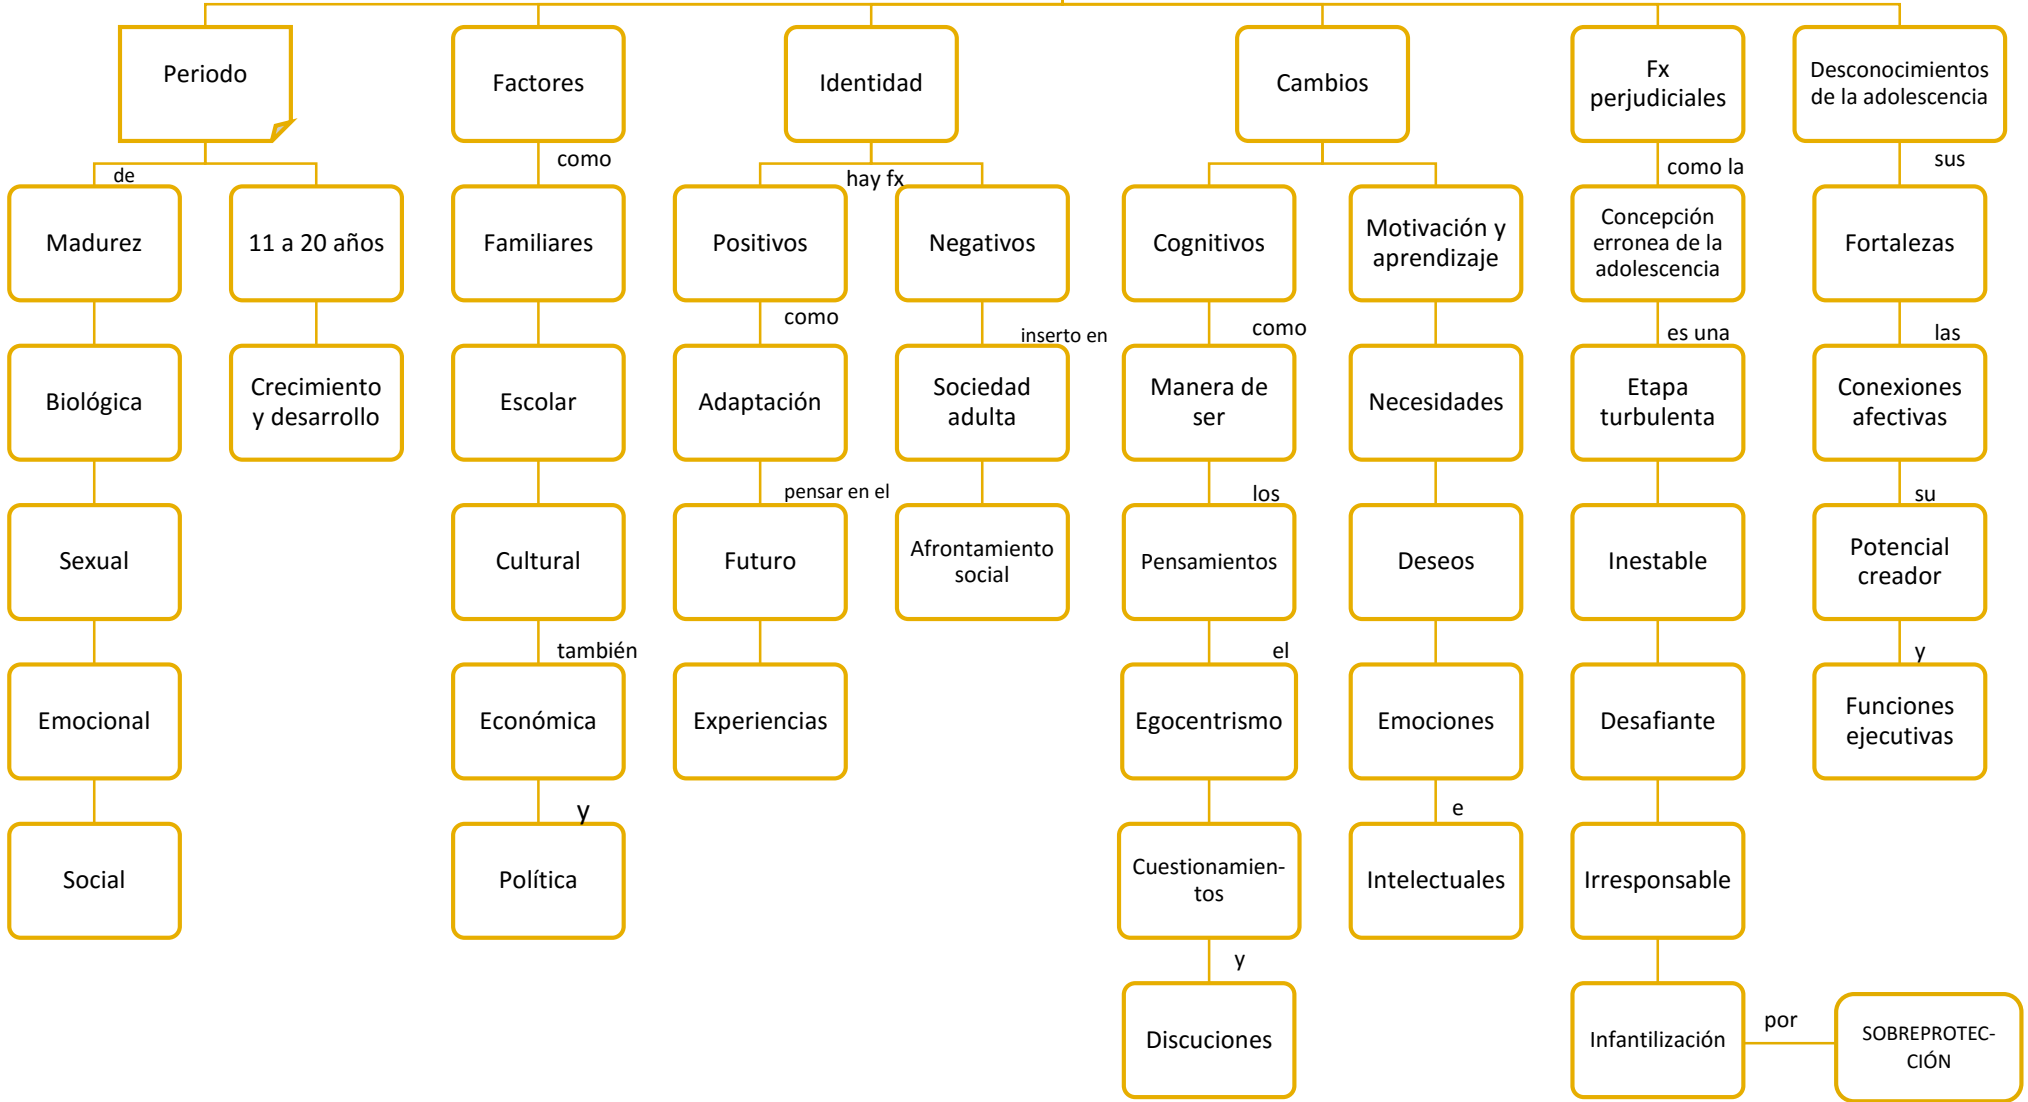 Periodo
Factores
Identidad
Cambios
Fx
perjudiciales
Desconocimientos
de la adolescencia
de
como
hay fx
como la
sus
Madurez
11 a 20 años
Familiares
Positivos
Negativos
Cognitivos
Motivación y
aprendizaje
Concepción
erronea de la
adolescencia
Fortalezas
como
inserto en
como
es una
las
Biológica
Crecimiento
y desarrollo
Escolar
Adaptación
Sociedad
adulta
Manera de
ser
Necesidades
Etapa
turbulenta
Conexiones
afectivas
pensar en el
los
su
Sexual
Cultural
Futuro
Afrontamiento
social
Pensamientos
Deseos
Inestable
Potencial
creador
también
el
y
Emocional
Económica
Experiencias
Egocentrismo
Emociones
Desafiante
Funciones
ejecutivas
y
e
Social
Política
Cuestionamien-
tos
Intelectuales
Irresponsable
y
Discuciones
Infantilización
por
SOBREPROTEC-
CIÓN